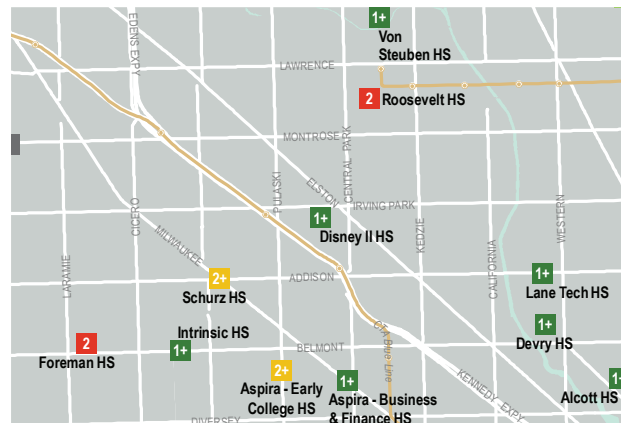 1+
Von
Steuben HS
EDENS EXPY
LAWRENCE
2
Roosevelt HS
MONTROSE
CENTRAL PARK
PULASKI
ELSTON
IRVING PARK
CICERO
1+
Disney II HS
KEDZIE
WESTERN
MILWAUKEE
CALIFORNIA
LARAMIE
2+
ADDISON
1+
Schurz HS
Lane Tech HS
Intrinsic HS
1+
2
CTA Blue Line
Devry HS
Foreman HS
1+
BELMONT
2+
1+
KENNEDY EXPY
1+
Aspira - Early
College HS
Aspira - Business
& Finance HS
Alcott HS
DIVERSEY